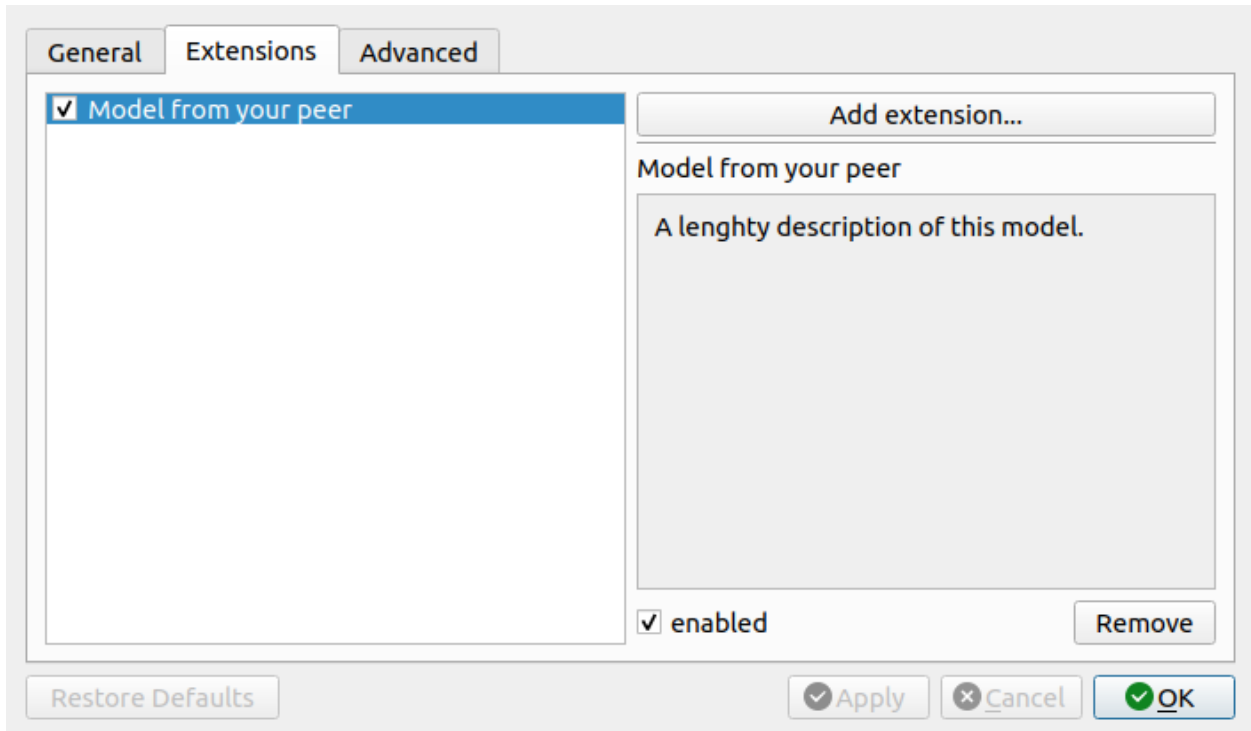 General
Extensions
Advanced
Model from your peer
Add extension...
Model from your peer
A lenghty description of this model.
enabled
Remove
Restore Defaults
Apply
Cancel
OK